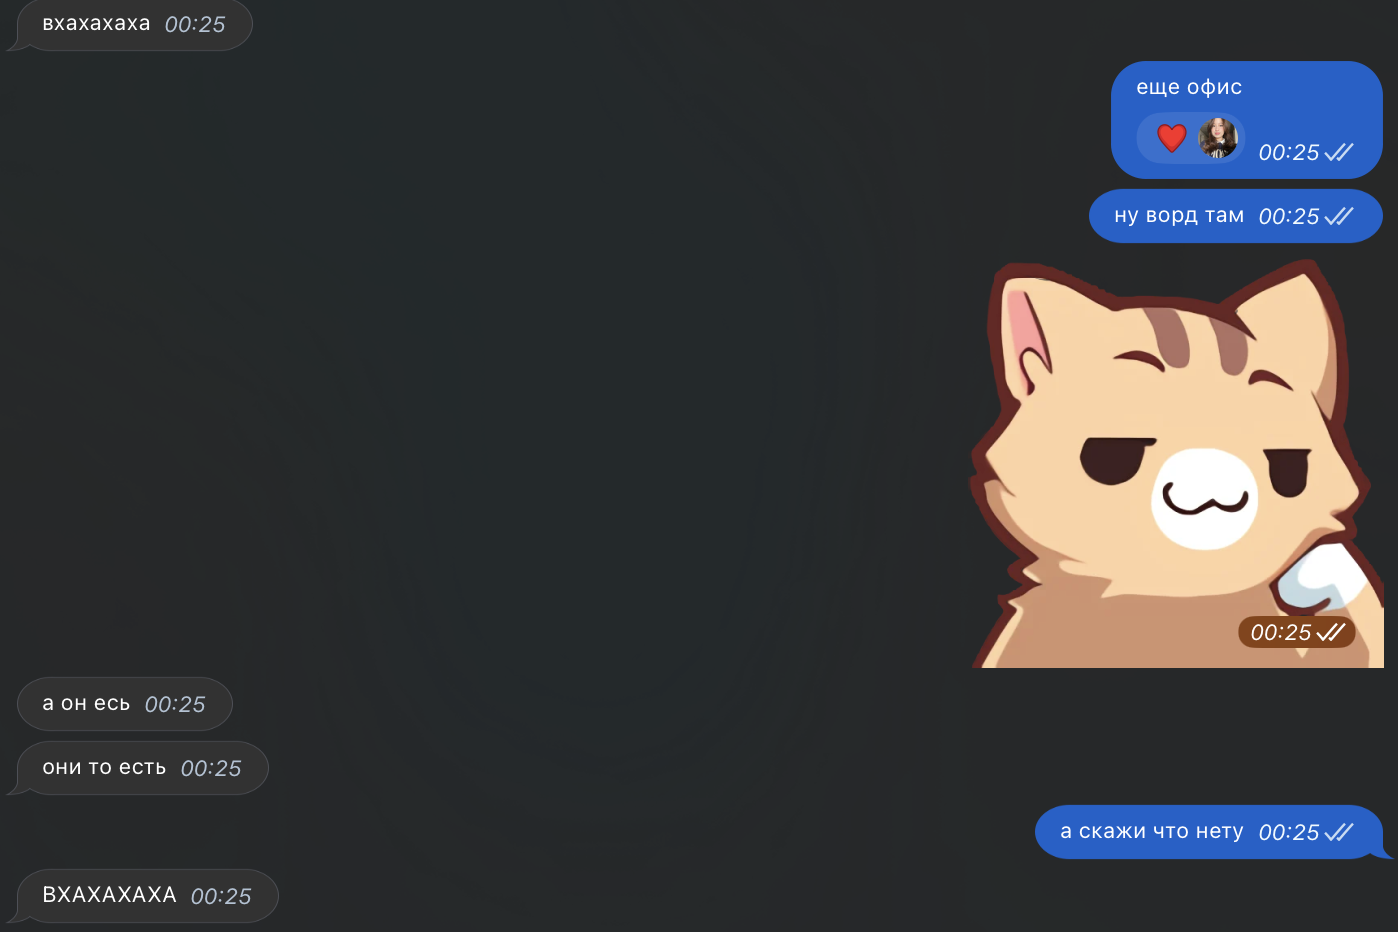 вхахахаха 00:25
еще офис
00:25
ну ворд там 00:25
00:25
а он есь 00:25
они то есть 00:25
а скажи что нету 00:25
ВХАХАХАХА 00:25